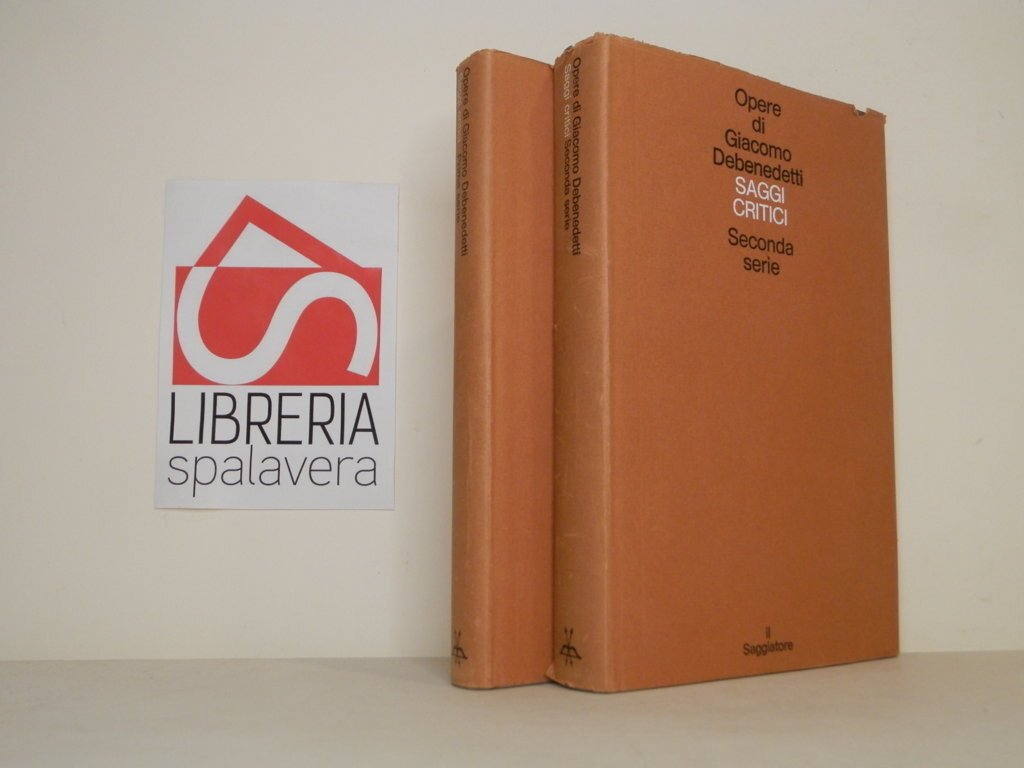 LIBRERIA
spalavera
Opere di Giacomo Debenedetti
Opere di Giacomo Debenedetti
Saggi critici Seconda serie
Opere
di
Giacomo
Debenedetti
SAGGI
CRITICI
Seconda
serie
il
Saggiatore